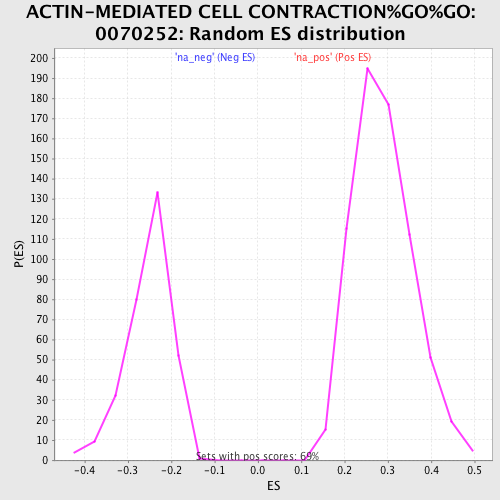 ACTIN-MEDIATED CELL CONTRACTION%GO%GO:
0070252: Random ES distribution
'na_neg' (Neg ES)
'na_pos' (Pos ES)
200
190
180
170
160
150
140
130
120
110
100
90
80
70
60
50
40
30
20
10
0
P(ES)
Sets with pos scores: 69%
-0.4 -0.3 -0.2 -0.1 0.0 0.1 0.2 0.3 0.4 0.5
ES